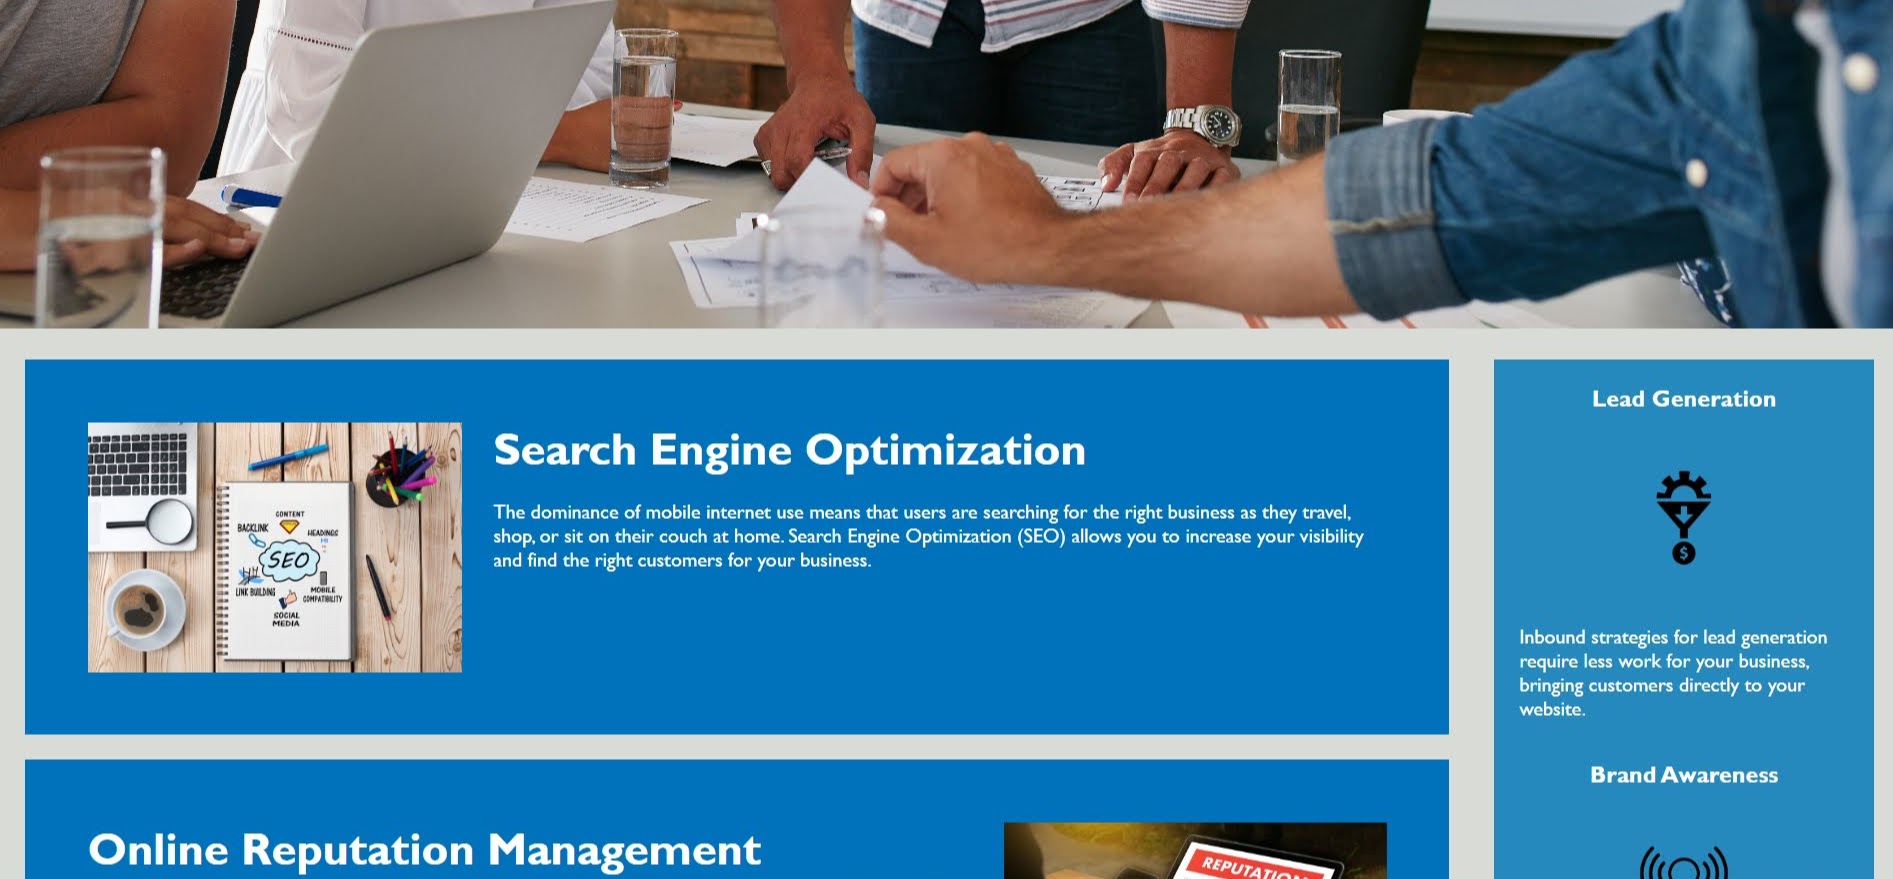 Search Engine Optimization
The dominance of mobile internet use means that users are searching for the right business as they travel,
shop, or sit on their couch at home. Search Engine Optimization (SEO) allows you to increase your visibility
and find the right customers for your business.
CONTENT
BACKLINK
HEADINGS
SEO
LINK BUILDING
MOBILE
COMPATIBILITY
SOCIAL
MEDIA
Online Reputation Management
REPUTATION
Lead Generation
$
Inbound strategies for lead generation
require less work for your business,
bringing customers directly to your
website.
Brand Awareness